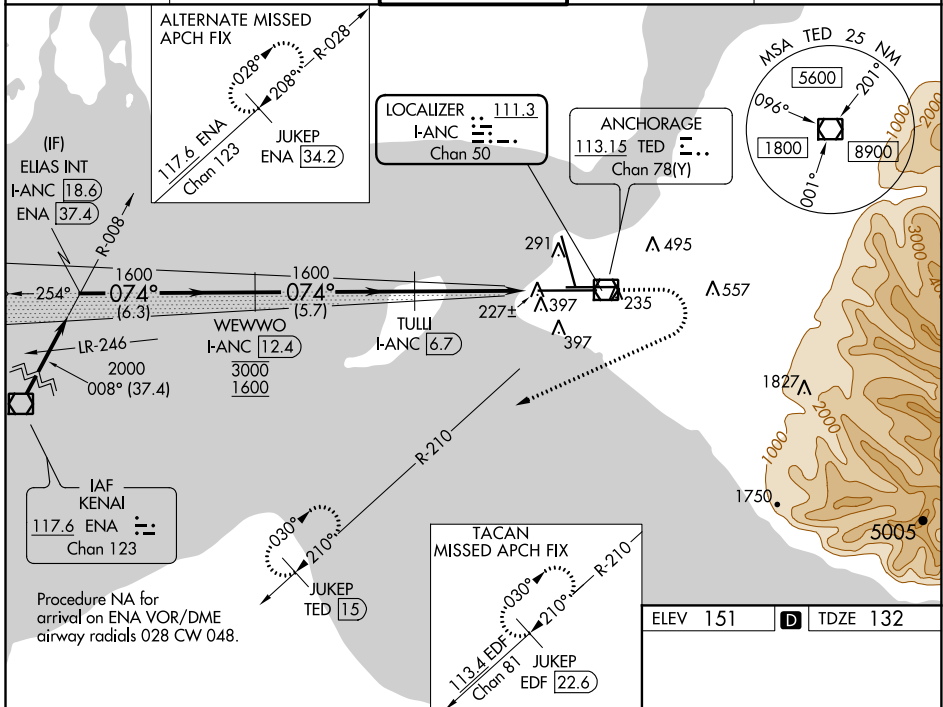 ALTERNATE MISSED
APCH FIX
R-028
028°
208°
117.6 ENA
Chan 123
JUKEP
ENA 34.2
LOCALIZER 111.3
I-ANC
Chan 50
ANCHORAGE
113.15 TED
Chan 78(Y)
MSA TED 25 NM
5600
096°
201°
1800
8900
001°
(IF)
ELIAS INT
I-ANC 18.6
ENA 37.4
R-008
1600
1600
254°
074°
074°
(6.3)
(5.7)
WEWWO
I-ANC 12.4
3000
1600
TULLI
I-ANC 6.7
LR-246
2000
008° (37.4)
291
495
227±
397
235
557
397
1000
2000
3000
1827
2000
1000
1750
5005
IAF
KENAI
117.6 ENA
Chan 123
R-210
030°
210°
JUKEP
TED 15
Procedure NA for
arrival on ENA VOR/DME
airway radials 028 CW 048.
TACAN
MISSED APCH FIX
R-210
030°
210°
113.4 EDF
Chan 81
JUKEP
EDF 22.6
ELEV 151 D TDZE 132